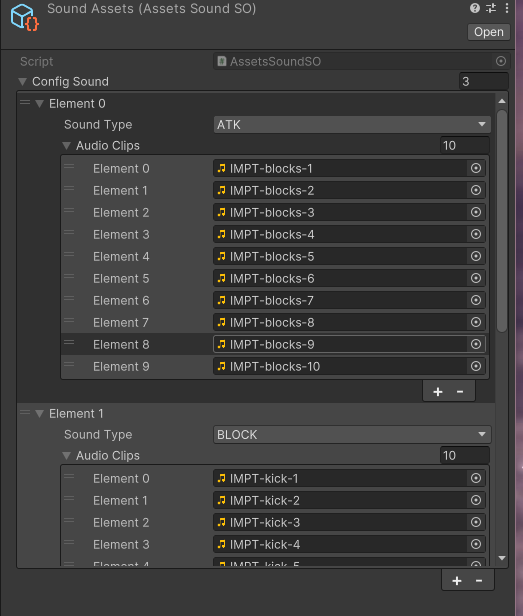 Sound Assets (Assets Sound SO)
Open
Script AssetsSoundSO
Config Sound 3
Element 0
Sound Type ATK
Audio Clips 10
Element 0 IMPT-blocks-1
Element 1 IMPT-blocks-2
Element 2 IMPT-blocks-3
Element 3 IMPT-blocks-4
Element 4 IMPT-blocks-5
Element 5 IMPT-blocks-6
Element 6 IMPT-blocks-7
Element 7 IMPT-blocks-8
Element 8 IMPT-blocks-9
Element 9 IMPT-blocks-10
+ -
Element 1
Sound Type BLOCK
Audio Clips 10
Element 0 IMPT-kick-1
Element 1 IMPT-kick-2
Element 2 IMPT-kick-3
Element 3 IMPT-kick-4
Element 4 IMPT-kick-5
+ -